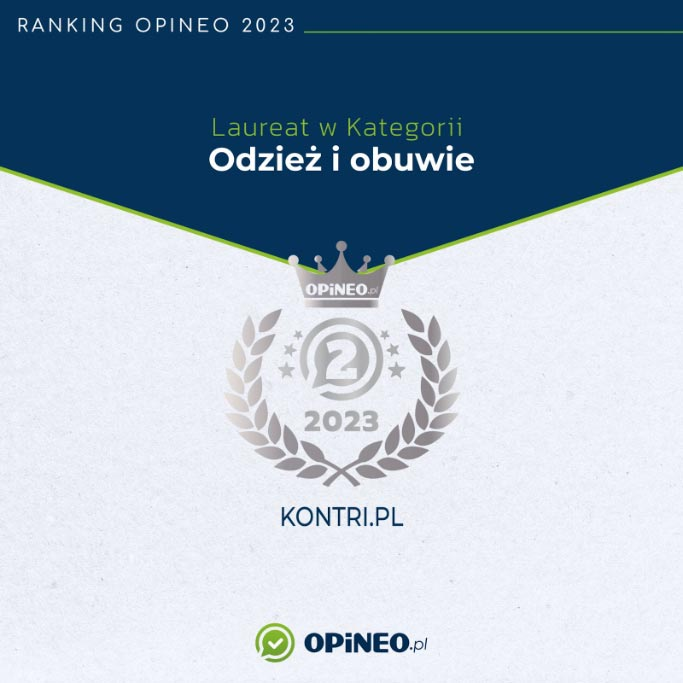 RANKING OPINEO 2023
Laureat w Kategorii
Odzież i obuwie
OPiNEO.pl
2
2023
KONTRI.PL
OPiNEO.pl